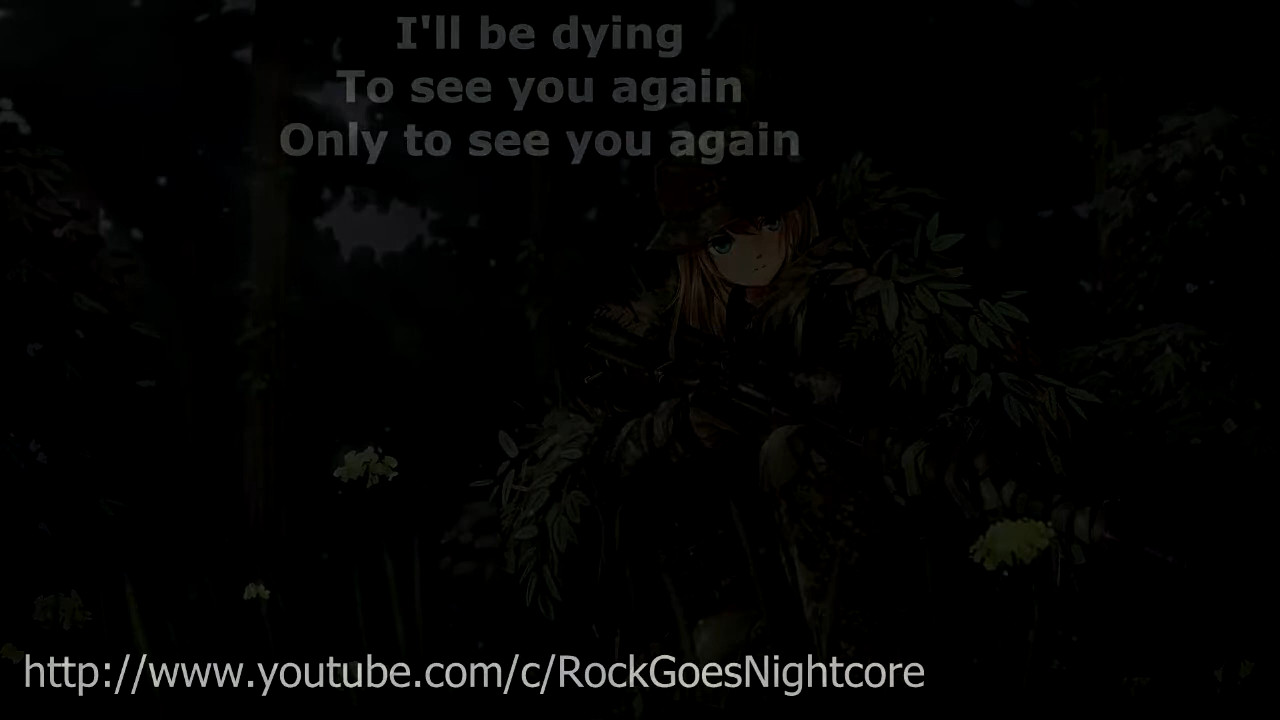 I'll be dying
To see you again
Only to see you again
http://www.youtube.com/c/RockGoesNightcore